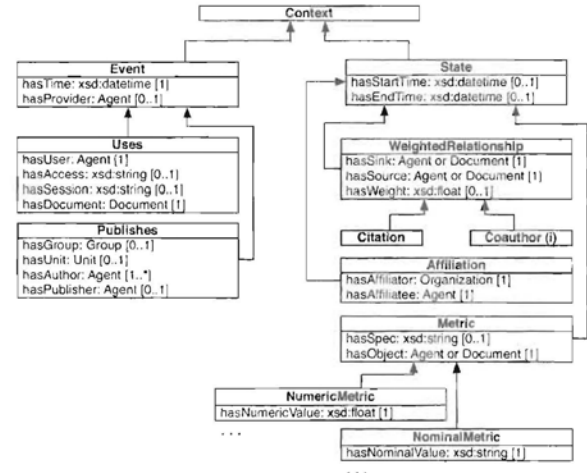 Context
Event
hasTime: xsd:datetime [1]
hasProvider: Agent [0..1]
Uses
hasUser: Agent [1]
hasAccess: xsd:string [0..1]
hasSession: xsd:string [0..1]
hasDocument: Document [1]
Publishes
hasGroup: Group [0..1]
hasUnit: Unit [0..1]
hasAuthor: Agent [1..*]
hasPublisher: Agent [0..1]
State
hasStartTime: xsd:datetime [0..1]
hasEndTime: xsd:datetime [0..1]
WeightedRelationship
hasSink: Agent or Document [1]
hasSource: Agent or Document [1]
hasWeight: xsd:float [0..1]
Citation
Coauthor (i)
Affiliation
hasAffiliator: Organization [1]
hasAffiliatee: Agent [1]
Metric
hasSpec: xsd:string [0..1]
hasObject: Agent or Document [1]
NumericMetric
hasNumericValue: xsd:float [1]
. . .
NominalMetric
hasNominalValue: xsd:string [1]
. . .